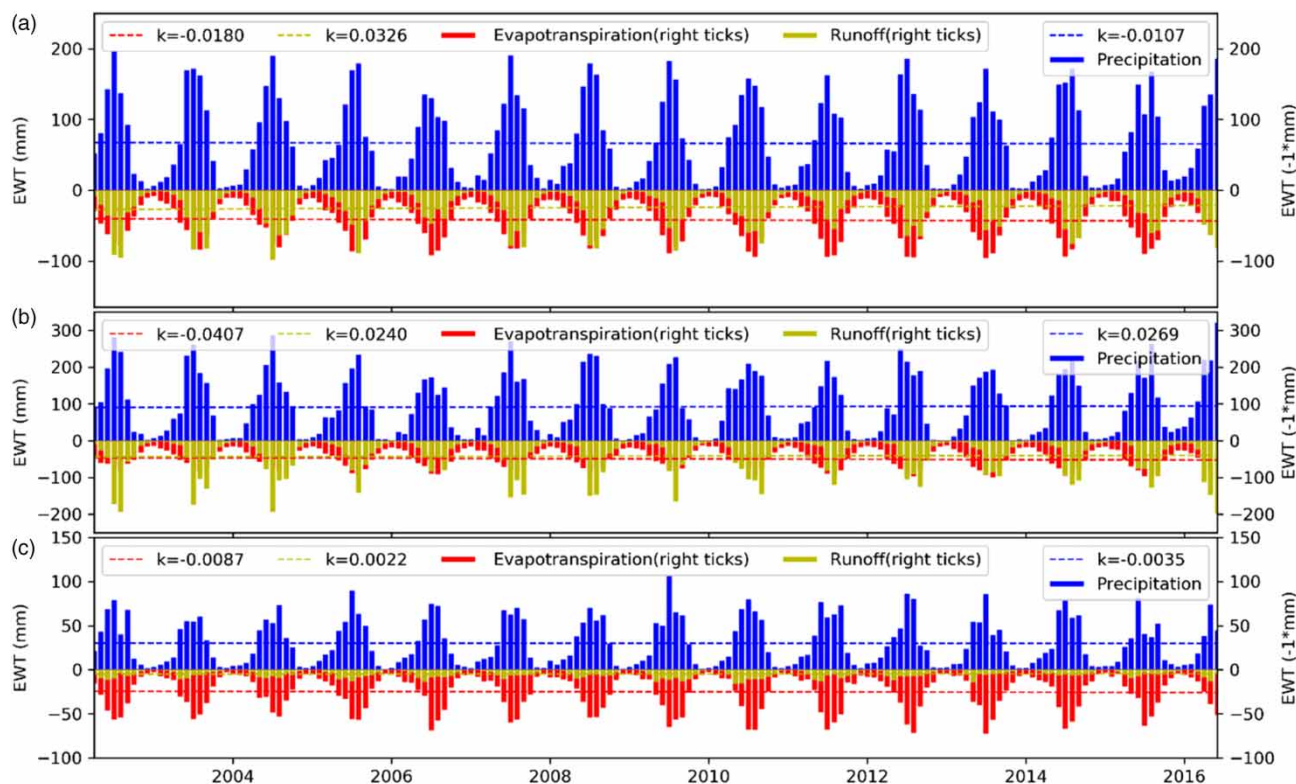 (a)
k=-0.0180 k=0.0326 Evapotranspiration(right ticks) Runoff(right ticks) k=-0.0107
Precipitation
200 200
100 100
0 0
−100 −100
EWT (mm) EWT (-1*mm)
(b)
k=-0.0407 k=0.0240 Evapotranspiration(right ticks) Runoff(right ticks) k=0.0269
Precipitation
300 300
200 200
100 100
0 0
−100 −100
−200 −200
EWT (mm) EWT (-1*mm)
(c)
k=-0.0087 k=0.0022 Evapotranspiration(right ticks) Runoff(right ticks) k=-0.0035
Precipitation
150 150
100 100
50 50
0 0
−50 −50
−100 −100
EWT (mm) EWT (-1*mm)
2004 2006 2008 2010 2012 2014 2016